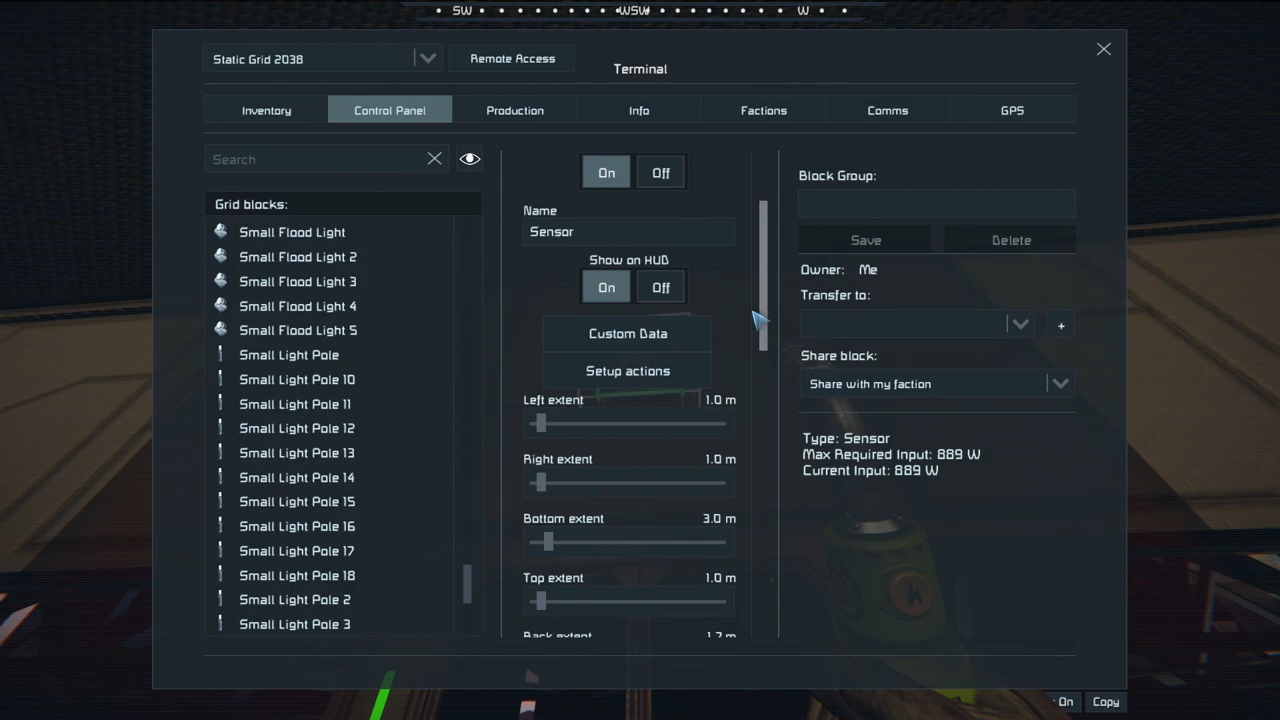 SW WSW W
Static Grid 2038 Remote Access
Terminal
Inventory Control Panel Production Info Factions Comms GPS
Search
Grid blocks:
Small Flood Light
Small Flood Light 2
Small Flood Light 3
Small Flood Light 4
Small Flood Light 5
Small Light Pole
Small Light Pole 10
Small Light Pole 11
Small Light Pole 12
Small Light Pole 13
Small Light Pole 14
Small Light Pole 15
Small Light Pole 16
Small Light Pole 17
Small Light Pole 18
Small Light Pole 2
Small Light Pole 3
On Off
Name
Sensor
Show on HUD
On Off
Custom Data
Setup actions
Left extent 1.0 m
Right extent 1.0 m
Bottom extent 3.0 m
Top extent 1.0 m
Back extent 1.2 m
Block Group:
Save Delete
Owner: Me
Transfer to:
+
Share block:
Share with my faction
Type: Sensor
Max Required Input: 889 W
Current Input: 889 W
On Copy